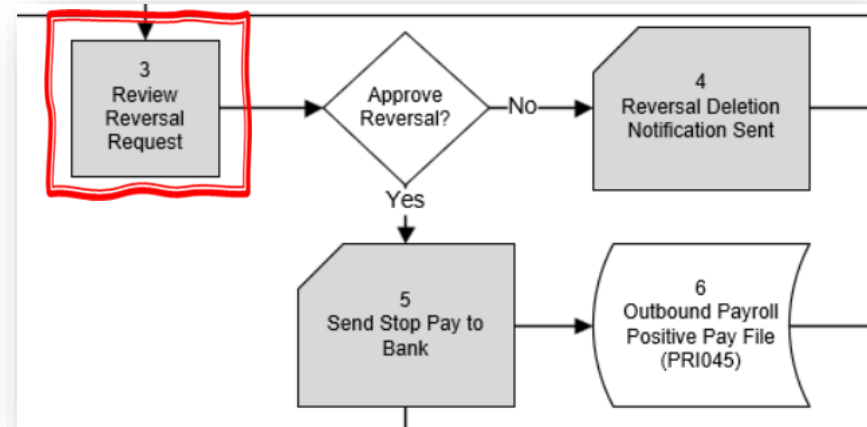 3
Review
Reversal
Request
Approve
Reversal?
No
4
Reversal Deletion
Notification Sent
Yes
5
Send Stop Pay to
Bank
6
Outbound Payroll
Positive Pay File
(PRI045)